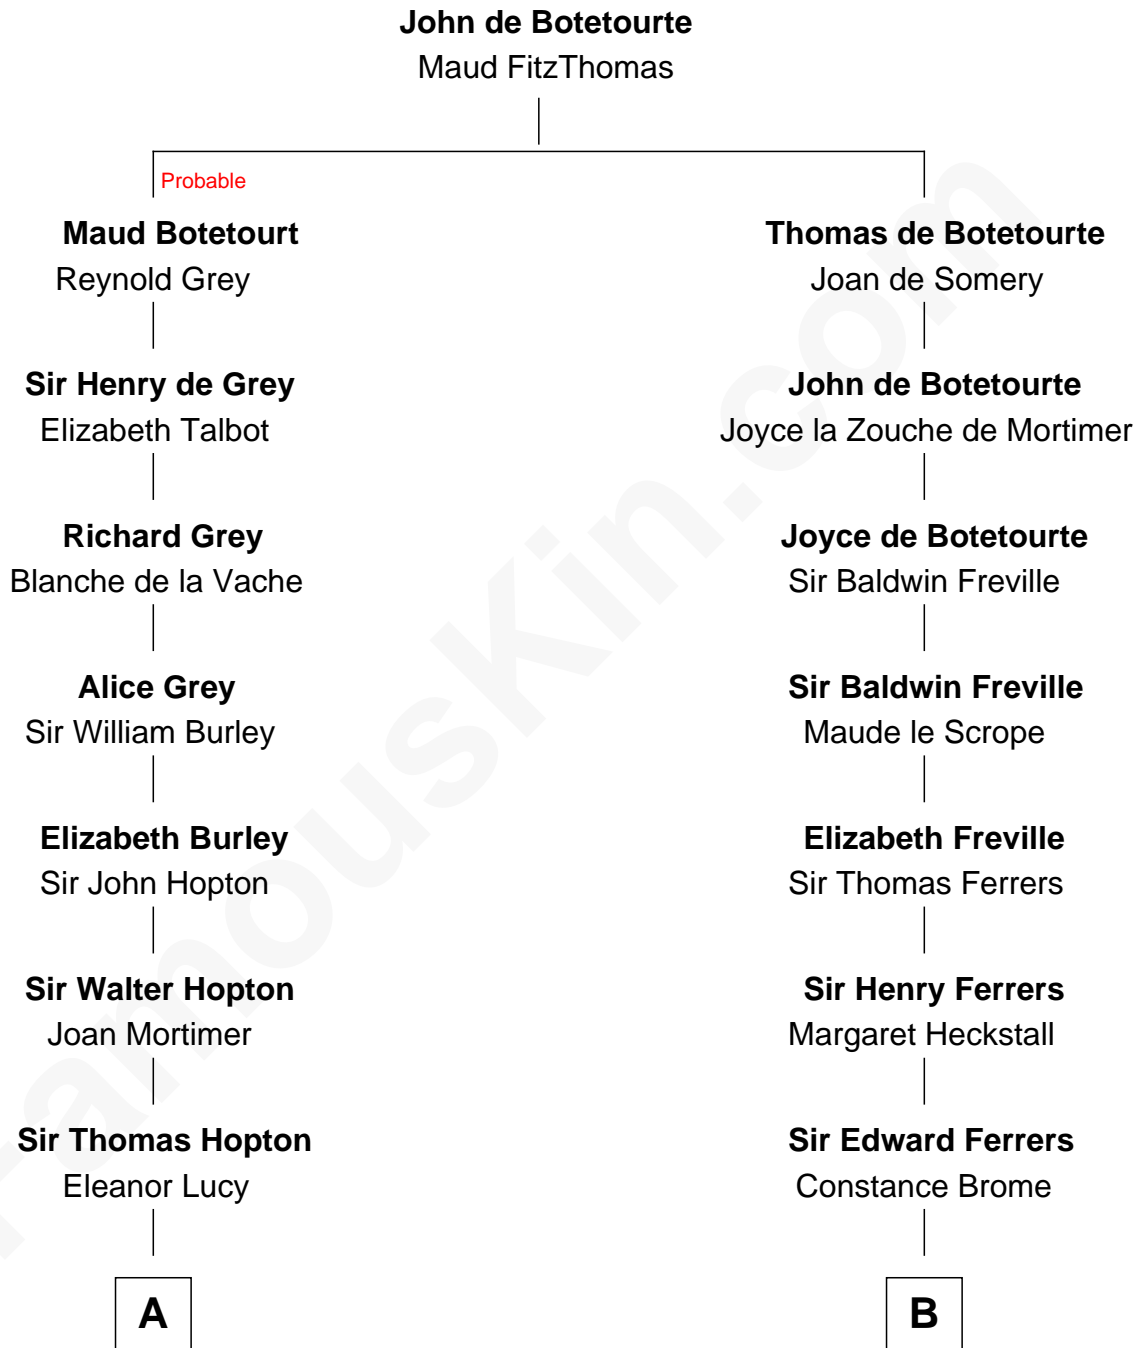 John de Botetourte
Maud FitzThomas
Probable
Maud Botetourt
Reynold Grey
Sir Henry de Grey
Elizabeth Talbot
Richard Grey
Blanche de la Vache
Alice Grey
Sir William Burley
Elizabeth Burley
Sir John Hopton
Sir Walter Hopton
Joan Mortimer
Sir Thomas Hopton
Eleanor Lucy
A
Thomas de Botetourte
Joan de Somery
John de Botetourte
Joyce la Zouche de Mortimer
Joyce de Botetourte
Sir Baldwin Freville
Sir Baldwin Freville
Maude le Scrope
Elizabeth Freville
Sir Thomas Ferrers
Sir Henry Ferrers
Margaret Heckstall
Sir Edward Ferrers
Constance Brome
B
FamousKin.com